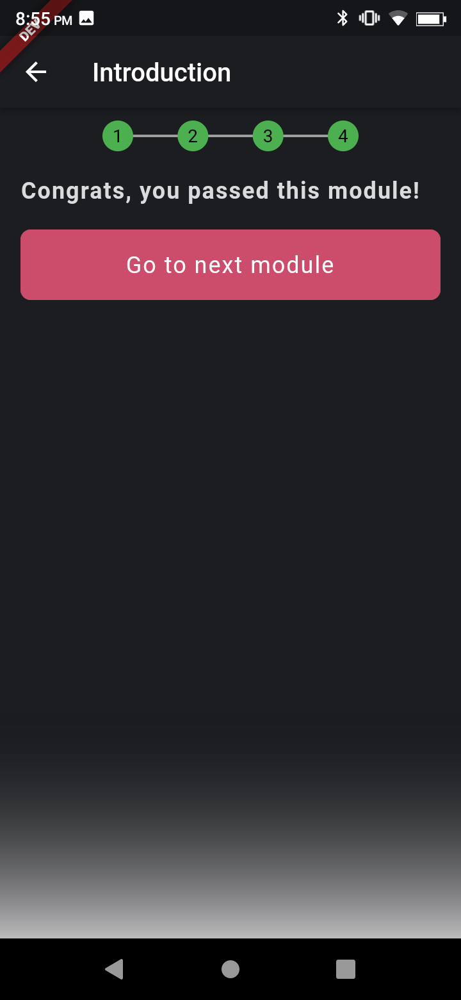 8:55 PM
DEV
Introduction
1 2 3 4
Congrats, you passed this module!
Go to next module